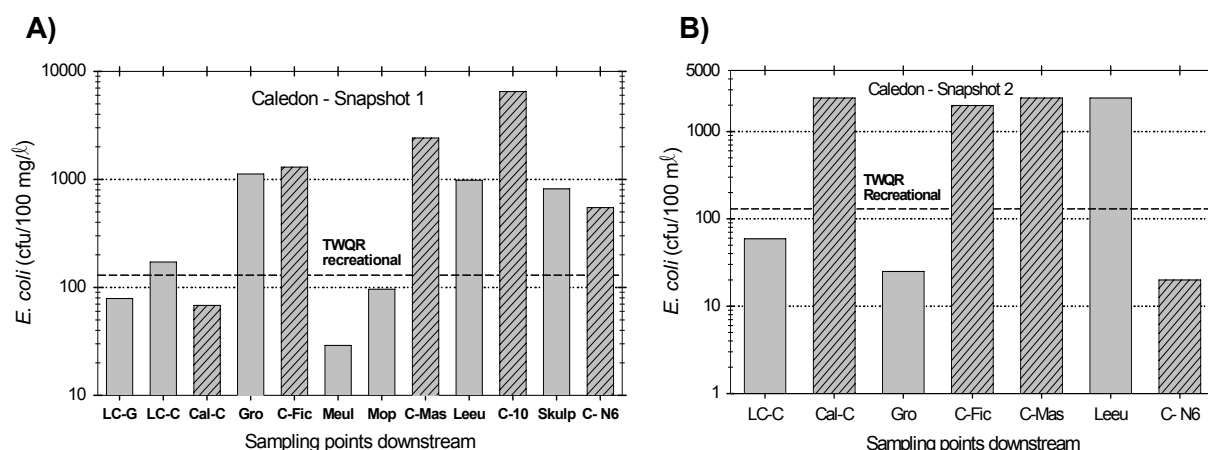 A)
10000
1000
100
10
E. coli (cfu/100 mg/ℓ)
Caledon - Snapshot 1
TWQR
recreational
LC-G LC-C Cal-C Gro C-Fic Meul Mop C-Mas Leeu C-10 Skulp C- N6
Sampling points downstream
B)
5000
1000
100
10
1
E. coli (cfu/100 mℓ)
Caledon - Snapshot 2
TWQR
Recreational
LC-C Cal-C Gro C-Fic C-Mas Leeu C- N6
Sampling points downstream